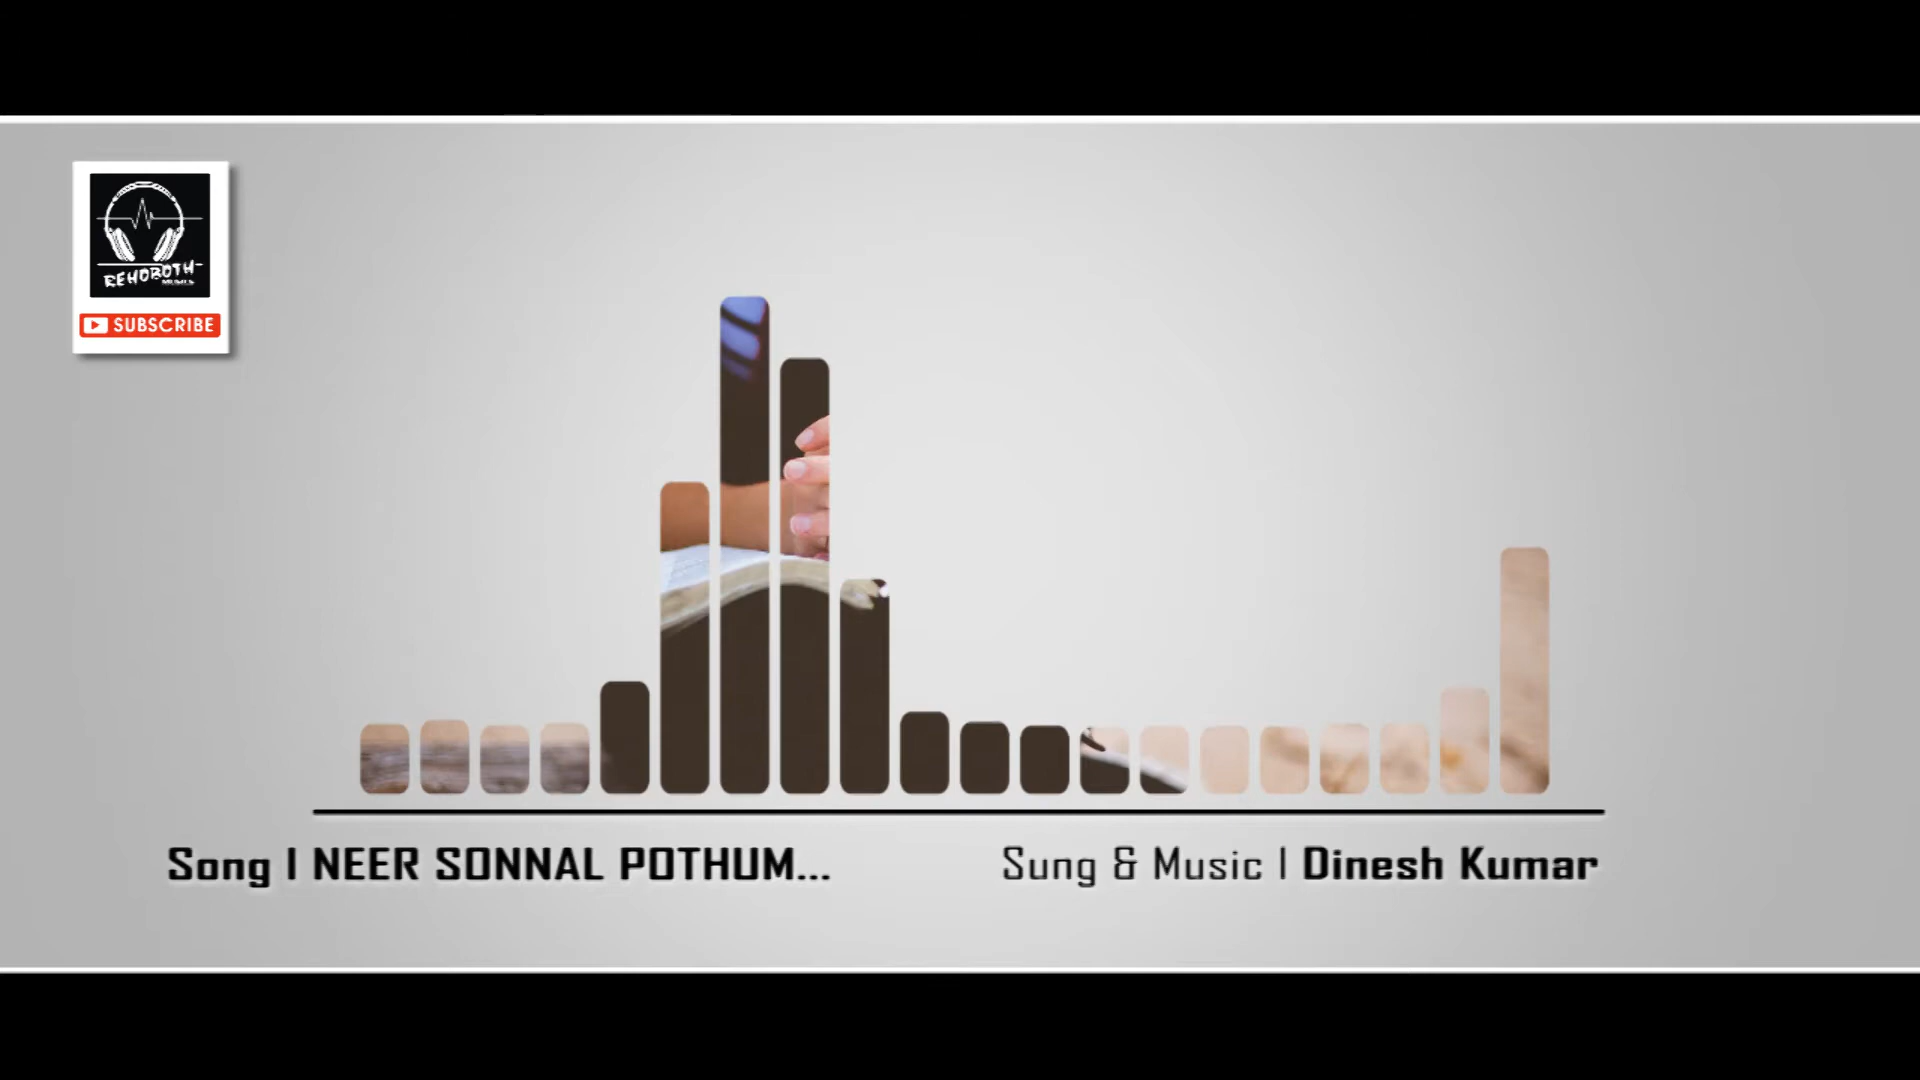 REHOBOTH
SUBSCRIBE
Song | NEER SONNAL POTHUM...
Sung & Music | Dinesh Kumar